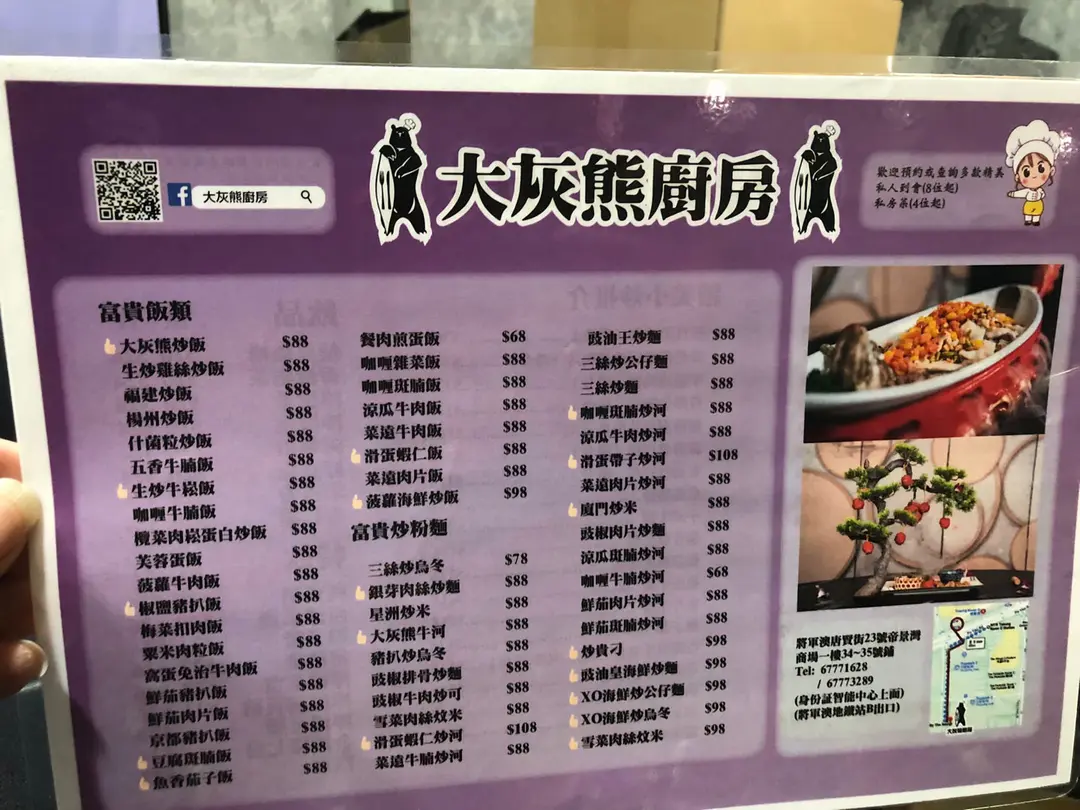 大灰熊廚房
大灰熊廚房
歡迎預約或查詢多款精美
私人到會(8位起)
私房菜(4位起)
富貴飯類
大灰熊炒飯 $88
生炒雞絲炒飯 $88
福建炒飯 $88
楊州炒飯 $88
什菌粒炒飯 $88
五香牛腩飯 $88
生炒牛崧飯 $88
咖喱牛腩飯 $88
欖菜肉崧蛋白炒飯 $88
芙蓉蛋飯 $88
菠蘿牛肉飯 $88
椒鹽豬扒飯 $88
梅菜扣肉飯 $88
粟米肉粒飯 $88
窩蛋免治牛肉飯 $88
鮮茄豬扒飯 $88
鮮茄肉片飯 $88
京都豬扒飯 $88
豆腐斑腩飯 $88
魚香茄子飯 $88
餐肉煎蛋飯 $68
咖喱雜菜飯 $88
咖喱斑腩飯 $88
涼瓜牛肉飯 $88
菜遠牛肉飯 $88
滑蛋蝦仁飯 $88
菜遠肉片飯 $88
菠蘿海鮮炒飯 $98
富貴炒粉麵
三絲炒烏冬 $78
銀芽肉絲炒麵 $88
星洲炒米 $88
大灰熊牛河 $88
豬扒炒烏冬 $88
豉椒排骨炒麵 $88
豉椒牛肉炒可 $88
雪菜肉絲炆米 $88
滑蛋蝦仁炒河 $108
菜遠牛腩炒河 $88
豉油王炒麵 $88
三絲炒公仔麵 $88
三絲炒麵 $88
咖喱斑腩炒河 $88
涼瓜牛肉炒河 $88
滑蛋帶子炒河 $108
菜遠肉片炒河 $88
廈門炒米 $88
豉椒肉片炒麵 $88
涼瓜斑腩炒河 $88
咖喱牛腩炒河 $68
鮮茄肉片炒河 $88
鮮茄斑腩炒河 $88
炒貴刁 $98
豉油皇海鮮炒麵 $98
XO海鮮炒公仔麵 $98
XO海鮮炒烏冬 $98
雪菜肉絲炆米 $98
將軍澳唐賢街23號帝景灣
商場一樓34~35號舖
Tel: 67771628
/ 67773289
(身份証智能中心上面)
(將軍澳地鐵站B出口)
大灰熊廚房